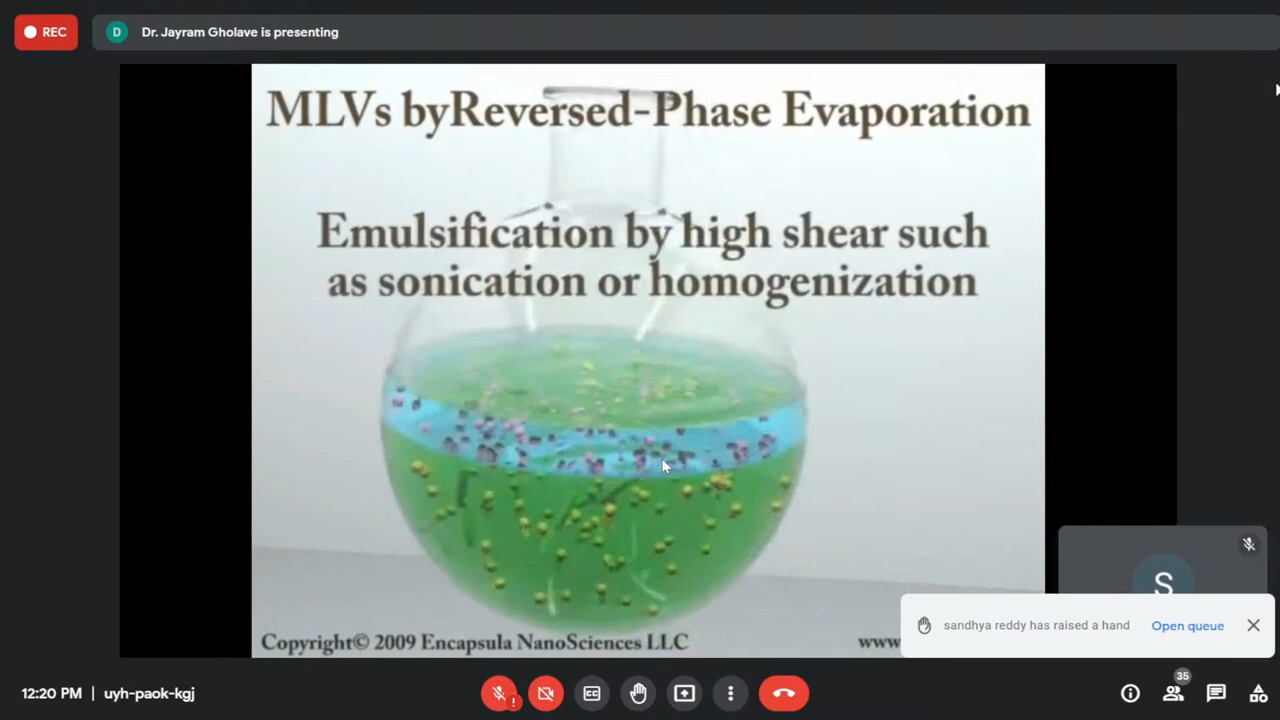 REC
D
Dr. Jayram Gholave is presenting
MLVs byReversed-Phase Evaporation
Emulsification by high shear such
as sonication or homogenization
S
sandhya reddy has raised a hand
Open queue
Copyright© 2009 Encapsula NanoSciences LLC
www
12:20 PM | uyh-paok-kgj
CC
35